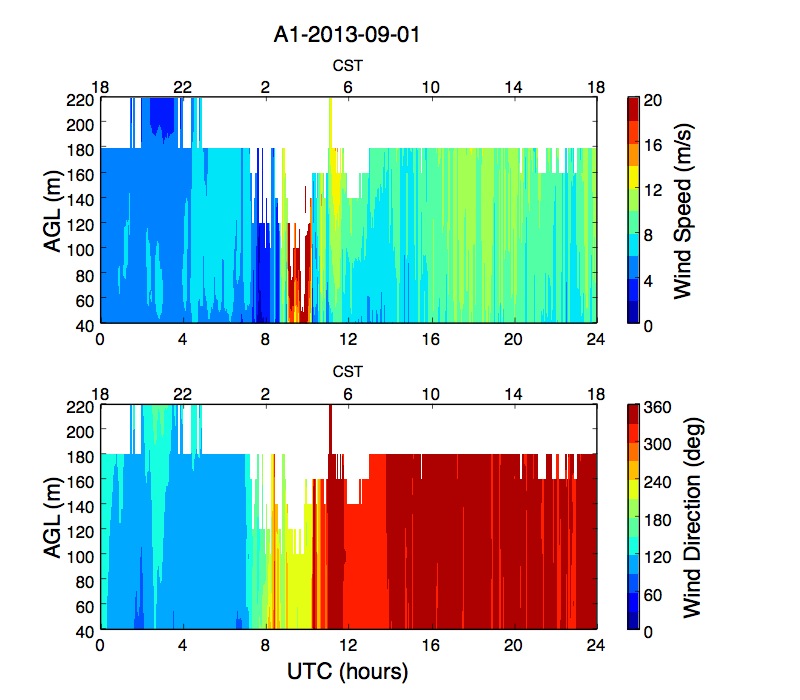 A1-2013-09-01
CST
18 22 2 6 10 14 18
220
200
180
160
140
120
100
80
60
40
AGL (m)
0 4 8 12 16 20 24
20
16
12
8
4
0
Wind Speed (m/s)
CST
18 22 2 6 10 14 18
220
200
180
160
140
120
100
80
60
40
AGL (m)
0 4 8 12 16 20 24
UTC (hours)
360
300
240
180
120
60
0
Wind Direction (deg)